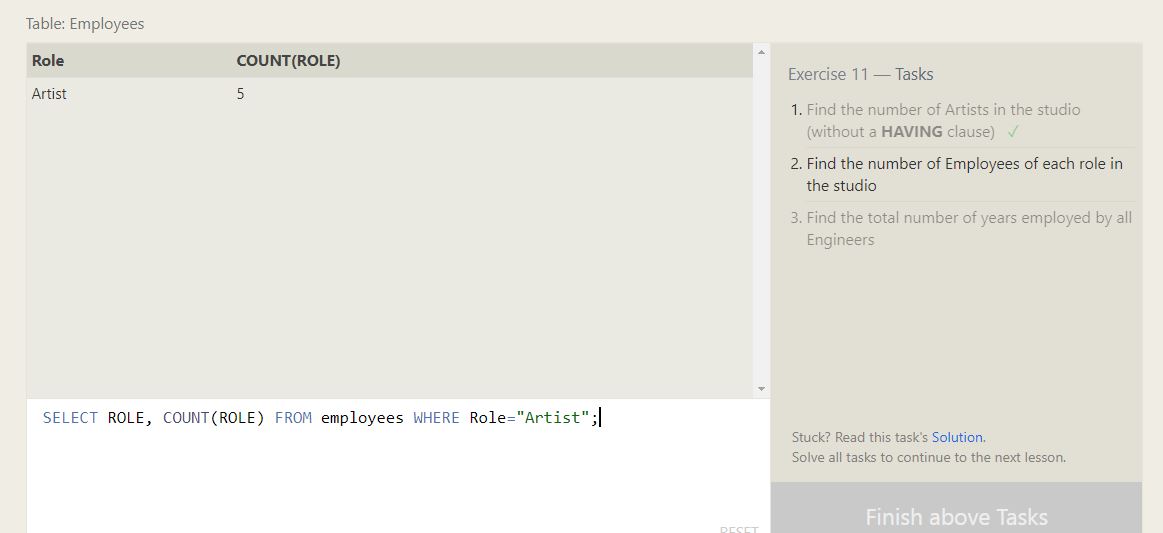 Table: Employees
Role COUNT(ROLE)
Artist 5
SELECT ROLE, COUNT(ROLE) FROM employees WHERE Role="Artist";
RESET
Exercise 11 — Tasks
1. Find the number of Artists in the studio
(without a HAVING clause) ✓
2. Find the number of Employees of each role in
the studio
3. Find the total number of years employed by all
Engineers
Stuck? Read this task's Solution.
Solve all tasks to continue to the next lesson.
Finish above Tasks